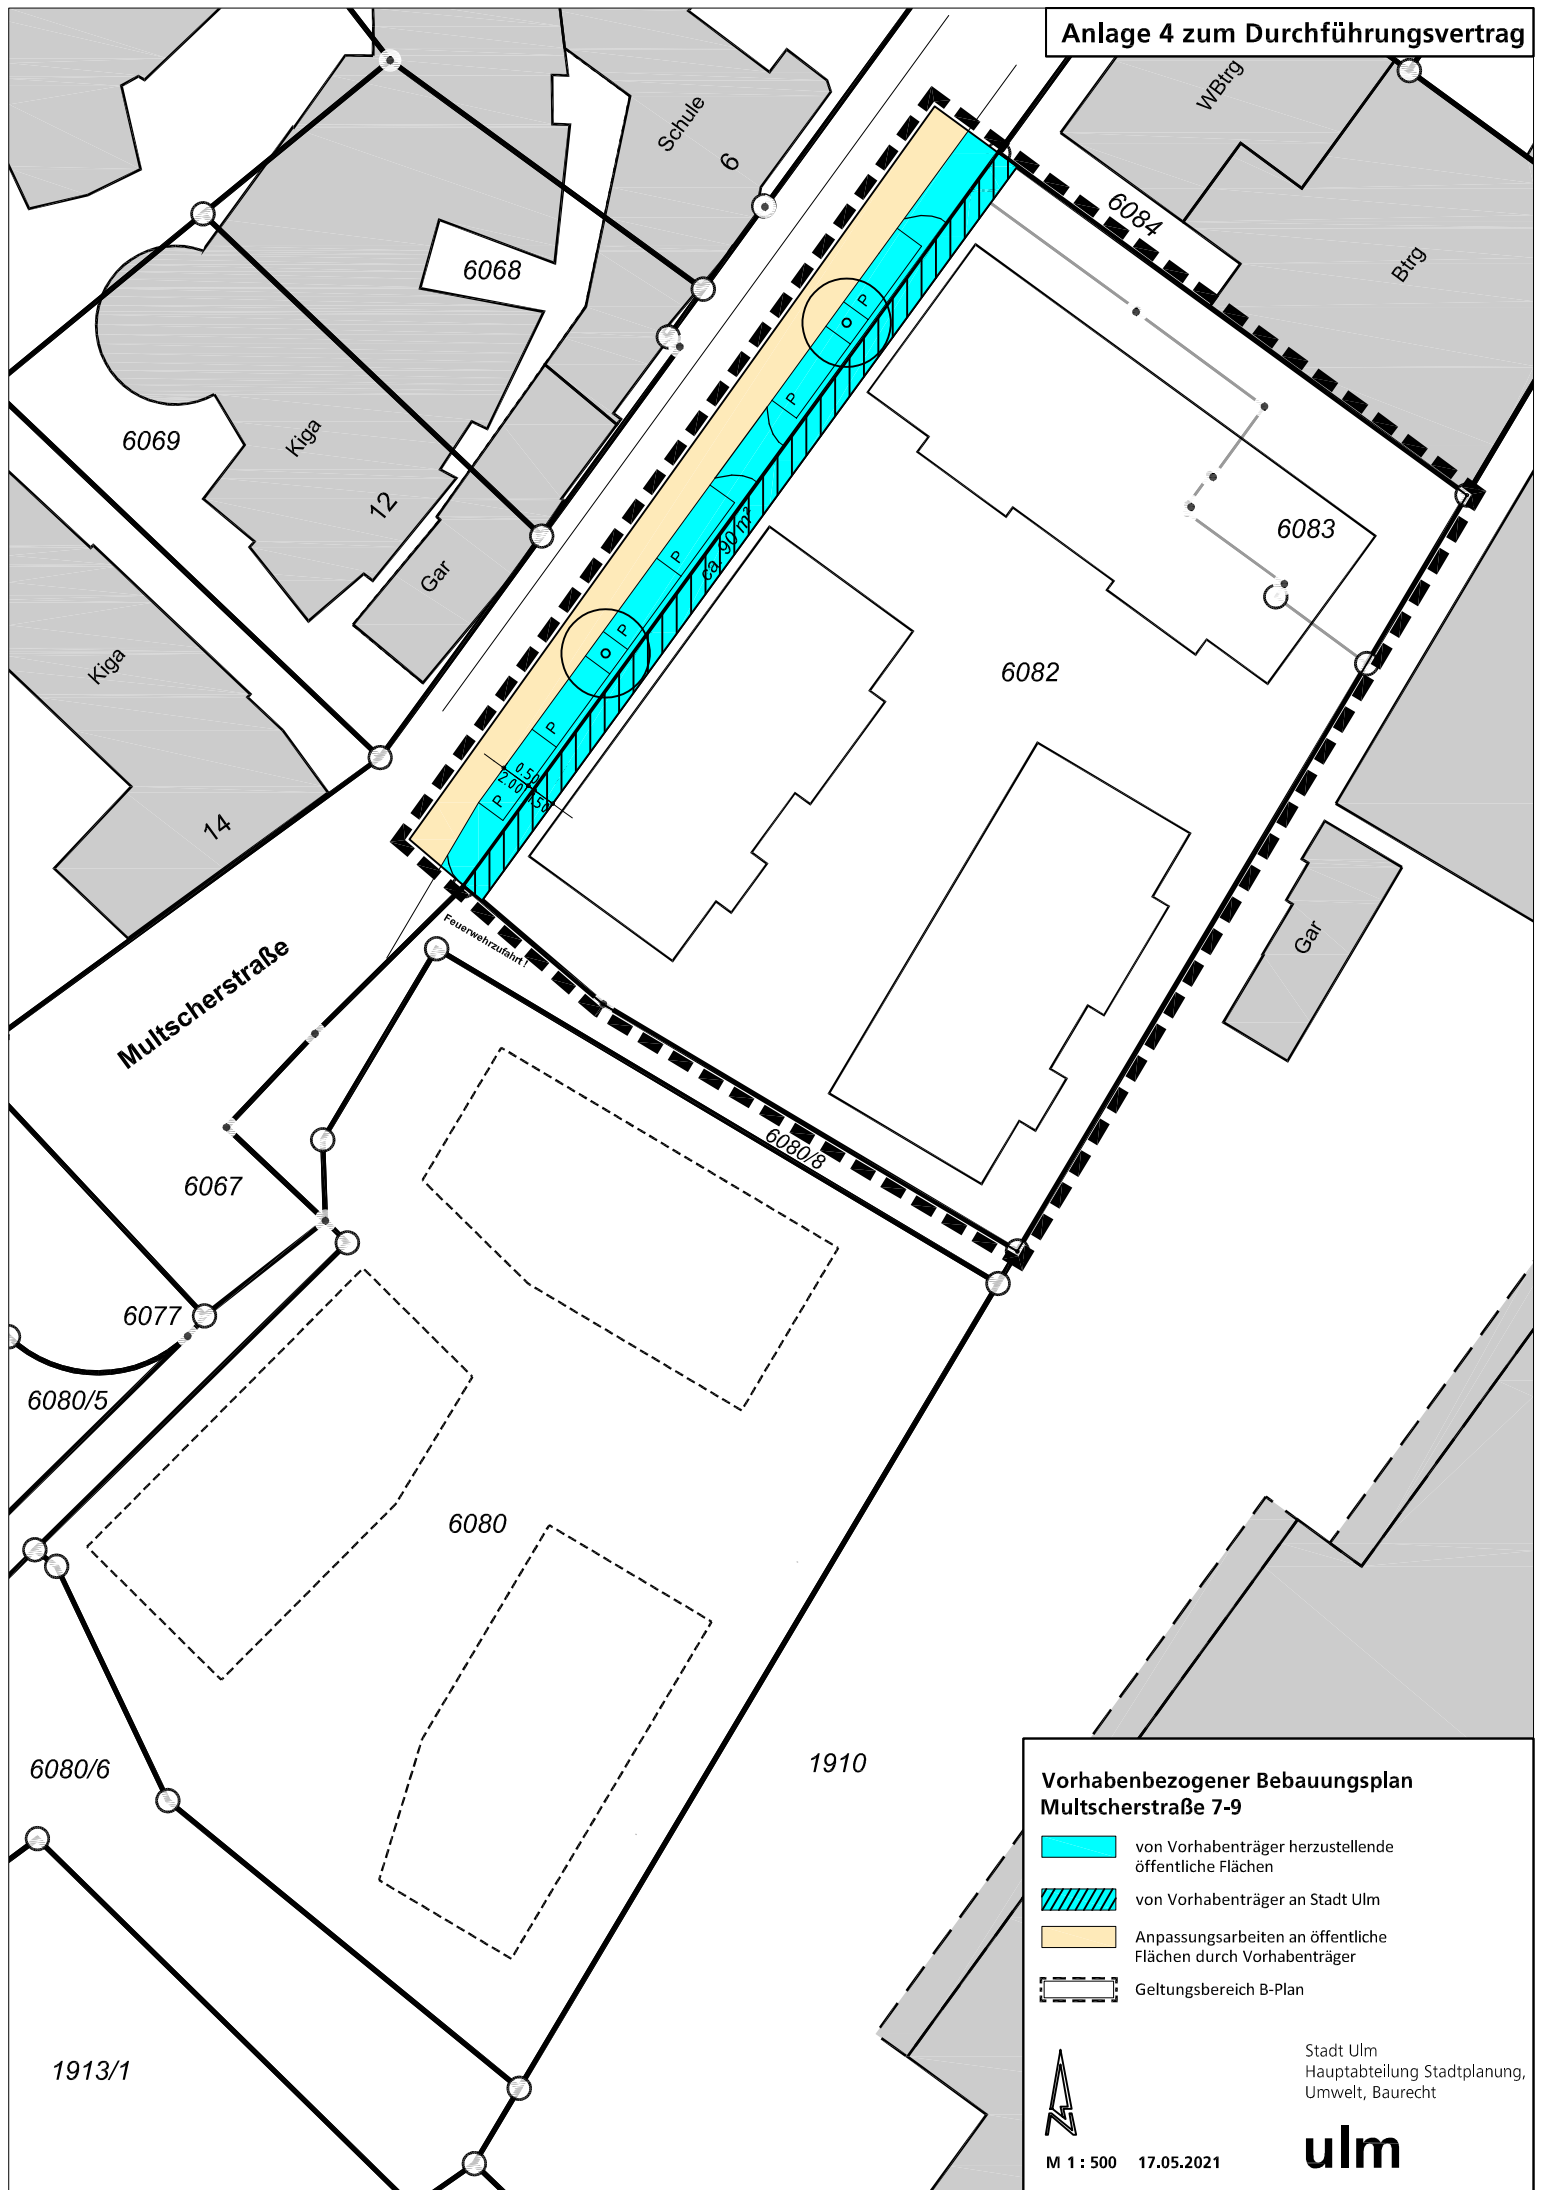 Anlage 4 zum Durchführungsvertrag
WBtrg
Schule
6
6084
Btrg
6068
P
6069
Kiga
P
12
ca. 90 m²
6083
P
Gar
P
Kiga
6082
P
0.50
2.00
1.50
P
14
Feuerwehrzufahrt!
Gar
Multscherstraße
6080/8
6067
6077
6080/5
6080
6080/6
1910
1913/1
Vorhabenbezogener Bebauungsplan
Multscherstraße 7-9
von Vorhabenträger herzustellende
öffentliche Flächen
von Vorhabenträger an Stadt Ulm
Anpassungsarbeiten an öffentliche
Flächen durch Vorhabenträger
Geltungsbereich B-Plan
Stadt Ulm
Hauptabteilung Stadtplanung,
Umwelt, Baurecht
N
M 1 : 500 17.05.2021
ulm